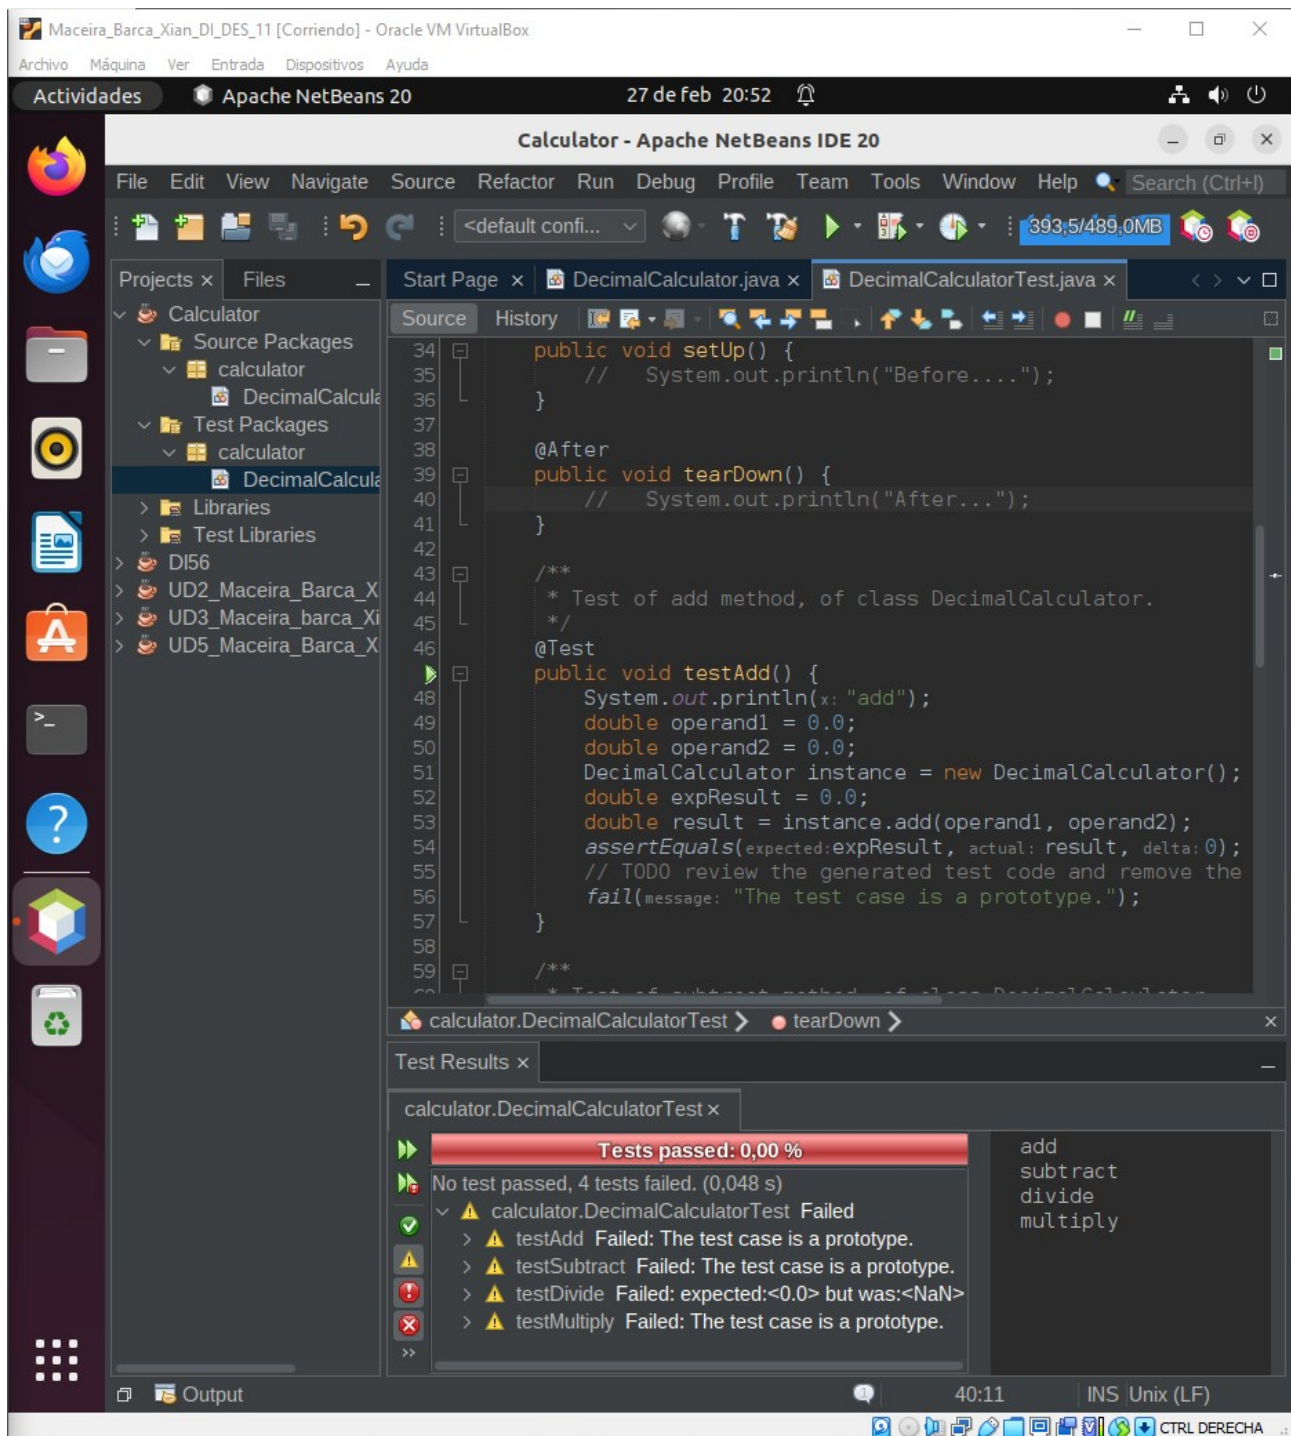 Maceira_Barca_Xian_DI_DES_11 [Corriendo] - Oracle VM VirtualBox
Archivo Máquina Ver Entrada Dispositivos Ayuda
Actividades Apache NetBeans 20 27 de feb 20:52
Calculator - Apache NetBeans IDE 20
File Edit View Navigate Source Refactor Run Debug Profile Team Tools Window Help Search (Ctrl+I)
<default confi... 393,5/489,0MB
Projects Files
Calculator
Source Packages
calculator
DecimalCalcula
Test Packages
calculator
DecimalCalcula
Libraries
Test Libraries
DI56
UD2_Maceira_Barca_X
UD3_Maceira_barca_Xi
UD5_Maceira_Barca_X
Start Page DecimalCalculator.java DecimalCalculatorTest.java
Source History
34 public void setUp() {
35 // System.out.println("Before....");
36 }
37
38 @After
39 public void tearDown() {
40 // System.out.println("After...");
41 }
42
43 /**
44 * Test of add method, of class DecimalCalculator.
45 */
46 @Test
public void testAdd() {
48 System.out.println(x: "add");
49 double operand1 = 0.0;
50 double operand2 = 0.0;
51 DecimalCalculator instance = new DecimalCalculator();
52 double expResult = 0.0;
53 double result = instance.add(operand1, operand2);
54 assertEquals(expected:expResult, actual: result, delta: 0);
55 // TODO review the generated test code and remove the
56 fail(message: "The test case is a prototype.");
57 }
58
59 /**
60 * Test of subtract method, of class DecimalCalculator.
calculator.DecimalCalculatorTest tearDown
Test Results
calculator.DecimalCalculatorTest
Tests passed: 0,00 %
No test passed, 4 tests failed. (0,048 s)
calculator.DecimalCalculatorTest Failed
testAdd Failed: The test case is a prototype.
testSubtract Failed: The test case is a prototype.
testDivide Failed: expected:<0.0> but was:<NaN>
testMultiply Failed: The test case is a prototype.
add
subtract
divide
multiply
Output 1 40:11 INS Unix (LF)
CTRL DERECHA